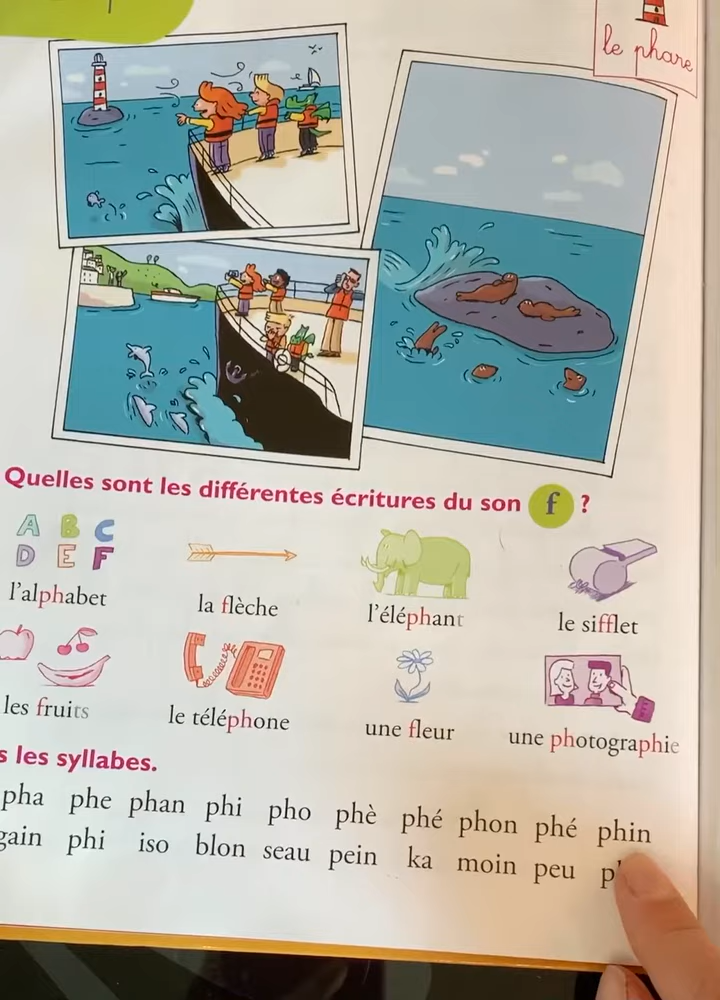 le phare
Quelles sont les différentes écritures du son f ?
A B C
D E F
l'alphabet la flèche l'éléphant le sifflet
les fruits le téléphone une fleur une photographie
les syllabes.
pha phe phan phi pho phè phé phon phé phin
gain phi iso blon seau pein ka moin peu